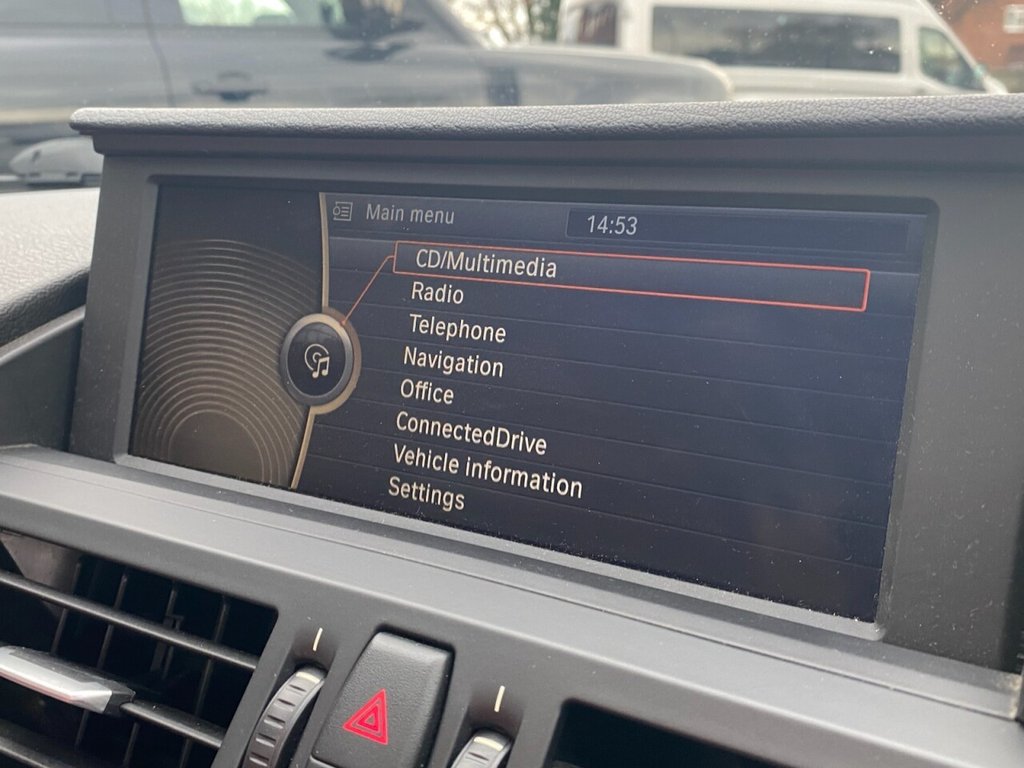 Main menu
14:53
CD/Multimedia
Radio
Telephone
Navigation
Office
ConnectedDrive
Vehicle information
Settings